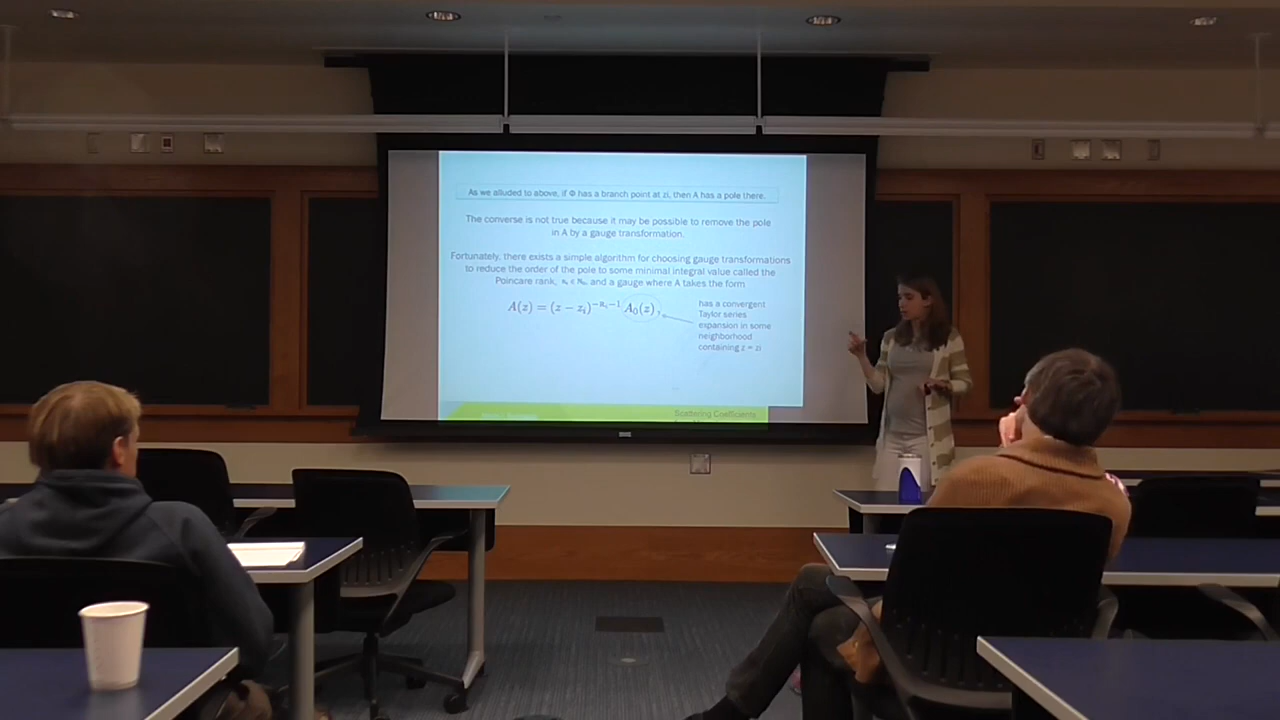 As we alluded to above, if Φ has a branch point at zi, then A has a pole there.
The converse is not true because it may be possible to remove the pole
in A by a gauge transformation.
Fortunately, there exists a simple algorithm for choosing gauge transformations
to reduce the order of the pole to some minimal integral value called the
Poincare rank, and a gauge where A takes the form
A(z) = (z − z_i)^{−R_i−1} A_0(z),
has a convergent
Taylor series
expansion in some
neighborhood
containing z = zi
Scattering Coefficients